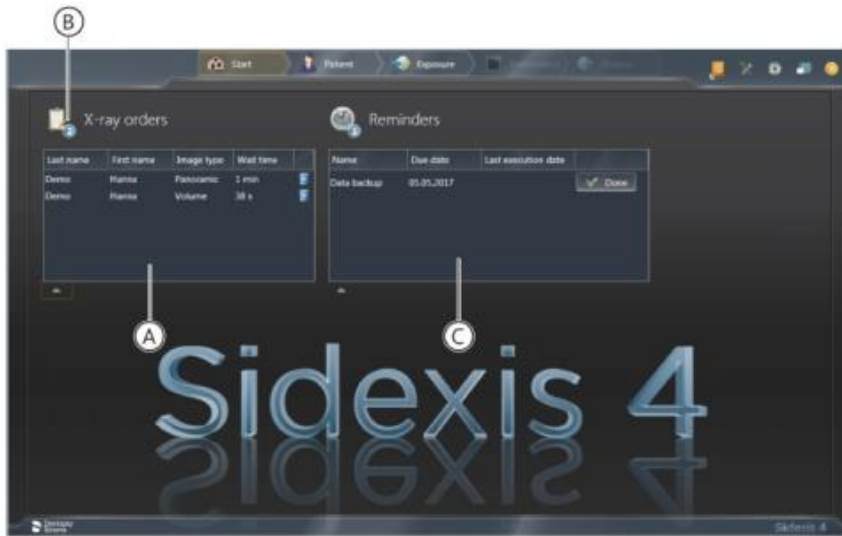 B
Start Patient Exposure
X-ray orders
Last name First name Image type Wait time
Demo Hanna Panoramic 1 min
Demo Hanna Volume 38 s
Reminders
Name Due date Last execution date
Data backup 05.05.2017 Done
A
C
Sidexis 4
Dentsply
Sirona
Sidexis 4